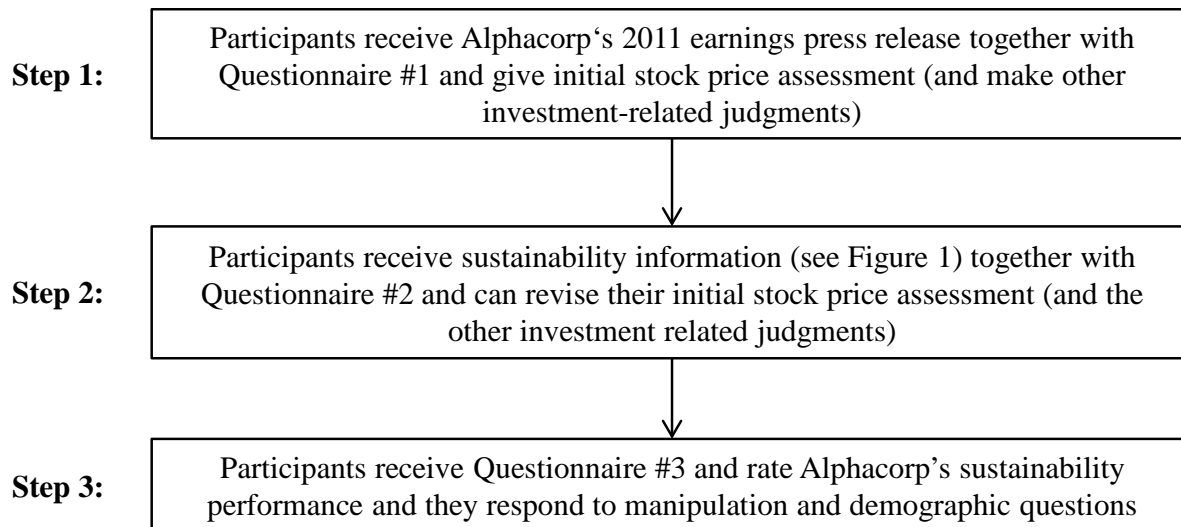 Participants receive Alphacorp‘s 2011 earnings press release together with
Step 1: Questionnaire #1 and give initial stock price assessment (and make other
investment-related judgments)
Participants receive sustainability information (see Figure 1) together with
Step 2: Questionnaire #2 and can revise their initial stock price assessment (and the
other investment related judgments)
Participants receive Questionnaire #3 and rate Alphacorp’s sustainability
Step 3: performance and they respond to manipulation and demographic questions